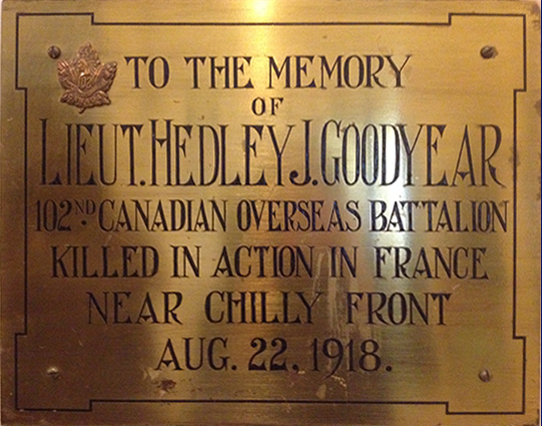 TO THE MEMORY
OF
LIEUT. HEDLEY J. GOODYEAR
102ND CANADIAN OVERSEAS BATTALION
KILLED IN ACTION IN FRANCE
NEAR CHILLY FRONT
AUG. 22, 1918.